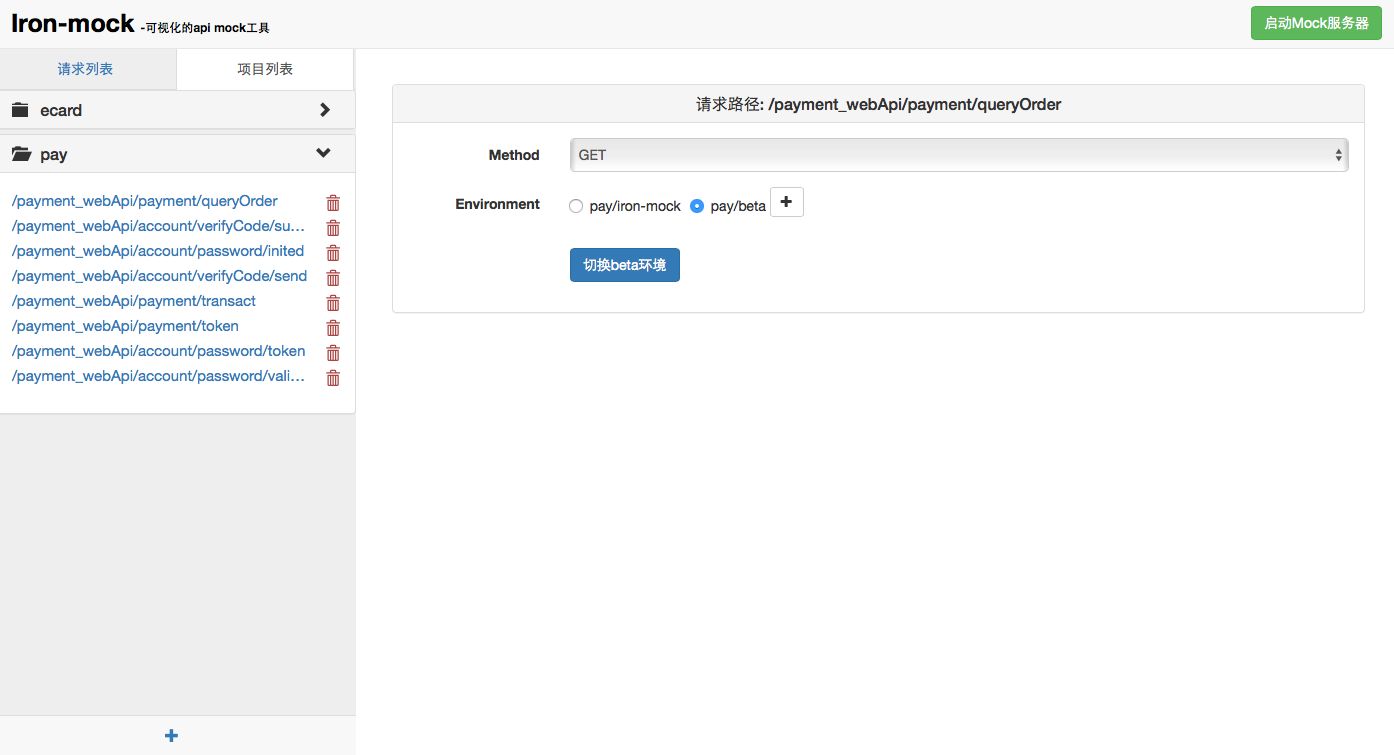 Iron-mock -可视化的api mock工具
启动Mock服务器
请求列表
项目列表
ecard
pay
/payment_webApi/payment/queryOrder
/payment_webApi/account/verifyCode/su...
/payment_webApi/account/password/inited
/payment_webApi/account/verifyCode/send
/payment_webApi/payment/transact
/payment_webApi/payment/token
/payment_webApi/account/password/token
/payment_webApi/account/password/vali...
请求路径: /payment_webApi/payment/queryOrder
Method
GET
Environment
pay/iron-mock
pay/beta
切换beta环境